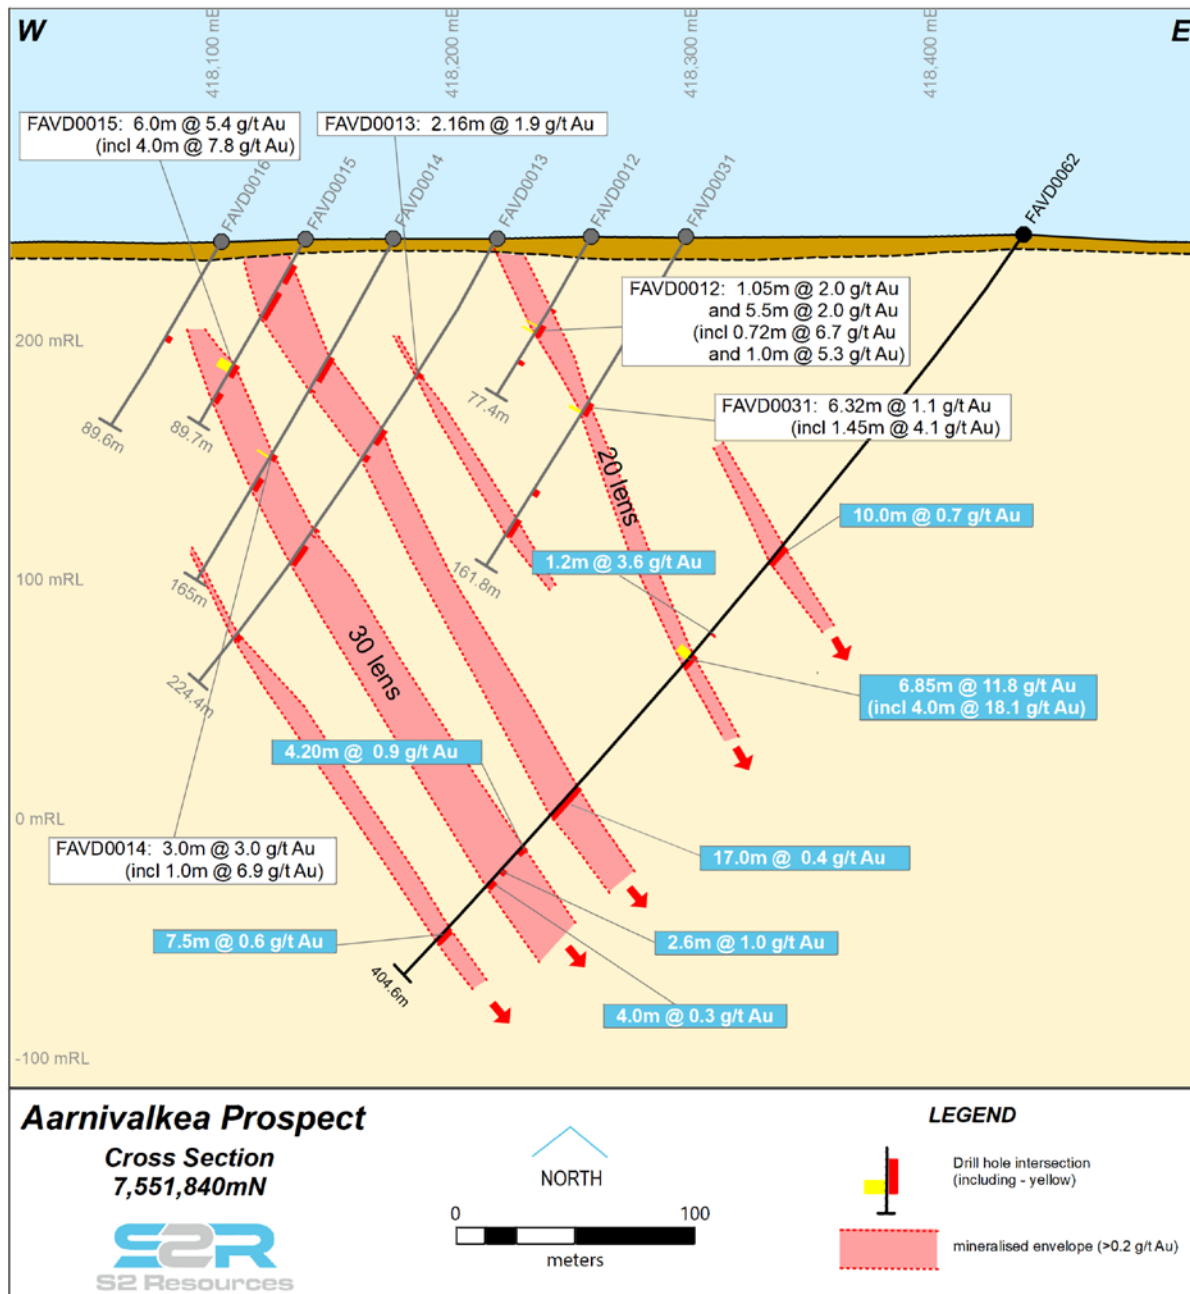 W
E
418,100 mE
418,200 mE
418,300 mE
418,400 mE
FAVD0015: 6.0m @ 5.4 g/t Au
(incl 4.0m @ 7.8 g/t Au)
FAVD0013: 2.16m @ 1.9 g/t Au
FAVD0016
FAVD0015
FAVD0014
FAVD0013
FAVD0012
FAVD0031
FAVD0062
FAVD0012: 1.05m @ 2.0 g/t Au
and 5.5m @ 2.0 g/t Au
(incl 0.72m @ 6.7 g/t Au
and 1.0m @ 5.3 g/t Au)
200 mRL
77.4m
89.6m
89.7m
FAVD0031: 6.32m @ 1.1 g/t Au
(incl 1.45m @ 4.1 g/t Au)
20 lens
10.0m @ 0.7 g/t Au
1.2m @ 3.6 g/t Au
100 mRL
165m
161.8m
30 lens
224.4m
6.85m @ 11.8 g/t Au
(incl 4.0m @ 18.1 g/t Au)
4.20m @ 0.9 g/t Au
0 mRL
FAVD0014: 3.0m @ 3.0 g/t Au
(incl 1.0m @ 6.9 g/t Au)
17.0m @ 0.4 g/t Au
7.5m @ 0.6 g/t Au
2.6m @ 1.0 g/t Au
404.6m
4.0m @ 0.3 g/t Au
-100 mRL
Aarnivalkea Prospect
Cross Section
7,551,840mN
S2R
S2 Resources
NORTH
0 100
meters
LEGEND
Drill hole intersection
(including - yellow)
mineralised envelope (>0.2 g/t Au)